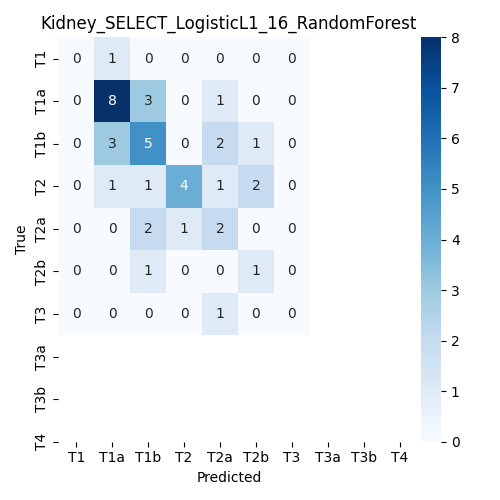 Kidney_SELECT_LogisticL1_16_RandomForest
T1 0 1 0 0 0 0 0
T1a 0 8 3 0 1 0 0
T1b 0 3 5 0 2 1 0
T2 0 1 1 4 1 2 0
T2a 0 0 2 1 2 0 0
T2b 0 0 1 0 0 1 0
T3 0 0 0 0 1 0 0
T3a
T3b
T4
True
T1 T1a T1b T2 T2a T2b T3 T3a T3b T4
Predicted
8
7
6
5
4
3
2
1
0